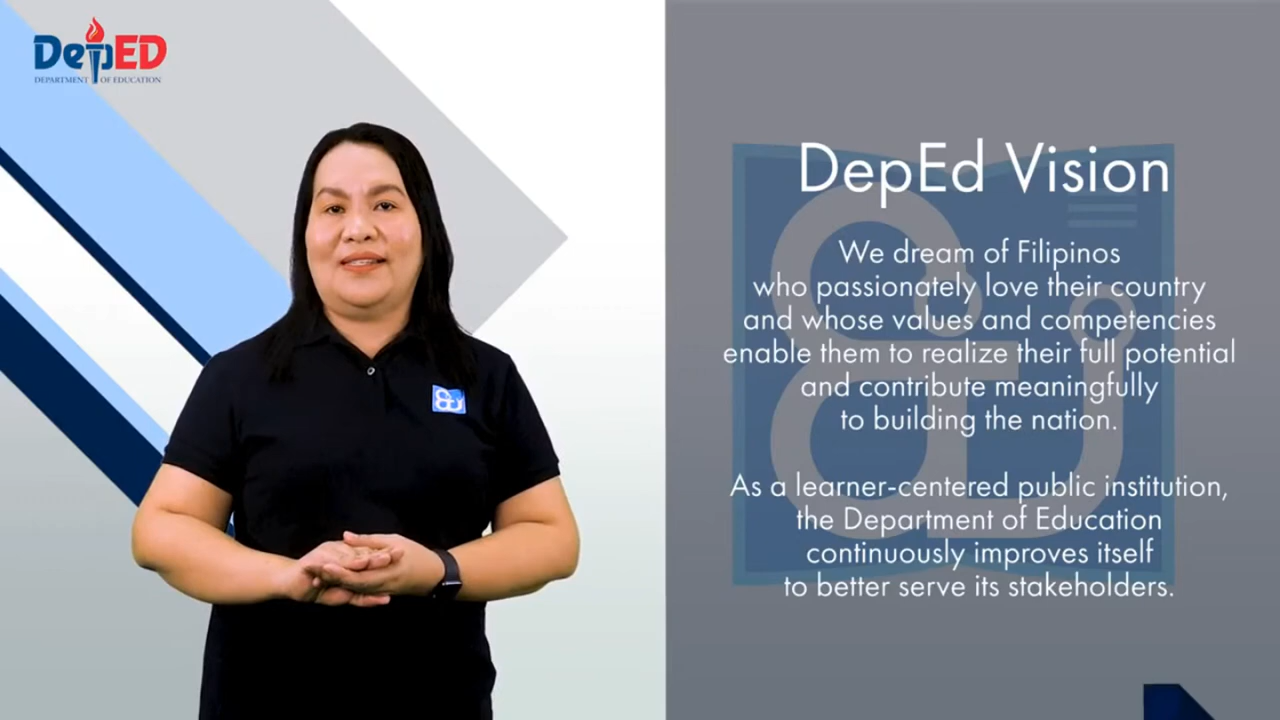 DepED
DEPARTMENT OF EDUCATION
DepEd Vision
We dream of Filipinos
who passionately love their country
and whose values and competencies
enable them to realize their full potential
and contribute meaningfully
to building the nation.
As a learner-centered public institution,
the Department of Education
continuously improves itself
to better serve its stakeholders.